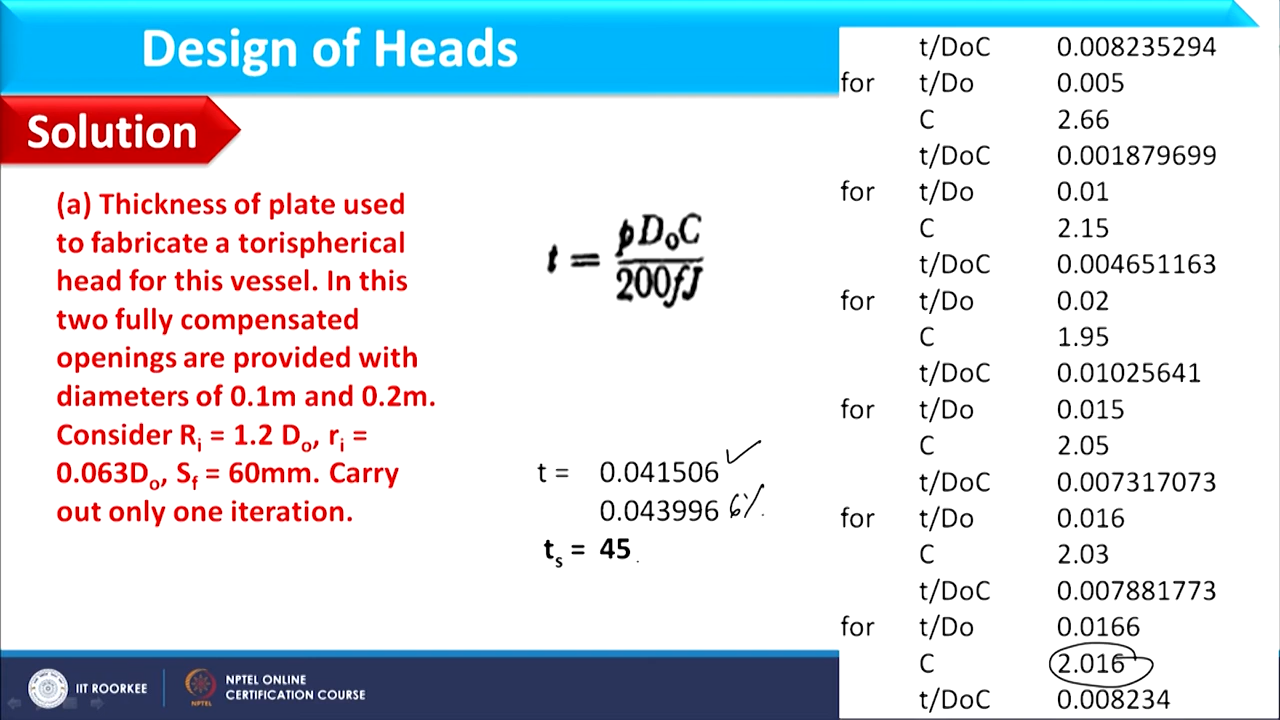 Design of Heads
Solution
(a) Thickness of plate used
to fabricate a torispherical
head for this vessel. In this
two fully compensated
openings are provided with
diameters of 0.1m and 0.2m.
Consider Ri = 1.2 Do, ri =
0.063Do, Sf = 60mm. Carry
out only one iteration.
t = pDoC
200fJ
t = 0.041506
0.043996 6%
ts = 45
t/DoC 0.008235294
for t/Do 0.005
C 2.66
t/DoC 0.001879699
for t/Do 0.01
C 2.15
t/DoC 0.004651163
for t/Do 0.02
C 1.95
t/DoC 0.01025641
for t/Do 0.015
C 2.05
t/DoC 0.007317073
for t/Do 0.016
C 2.03
t/DoC 0.007881773
for t/Do 0.0166
C 2.016
t/DoC 0.008234
IIT ROORKEE
NPTEL
NPTEL ONLINE
CERTIFICATION COURSE